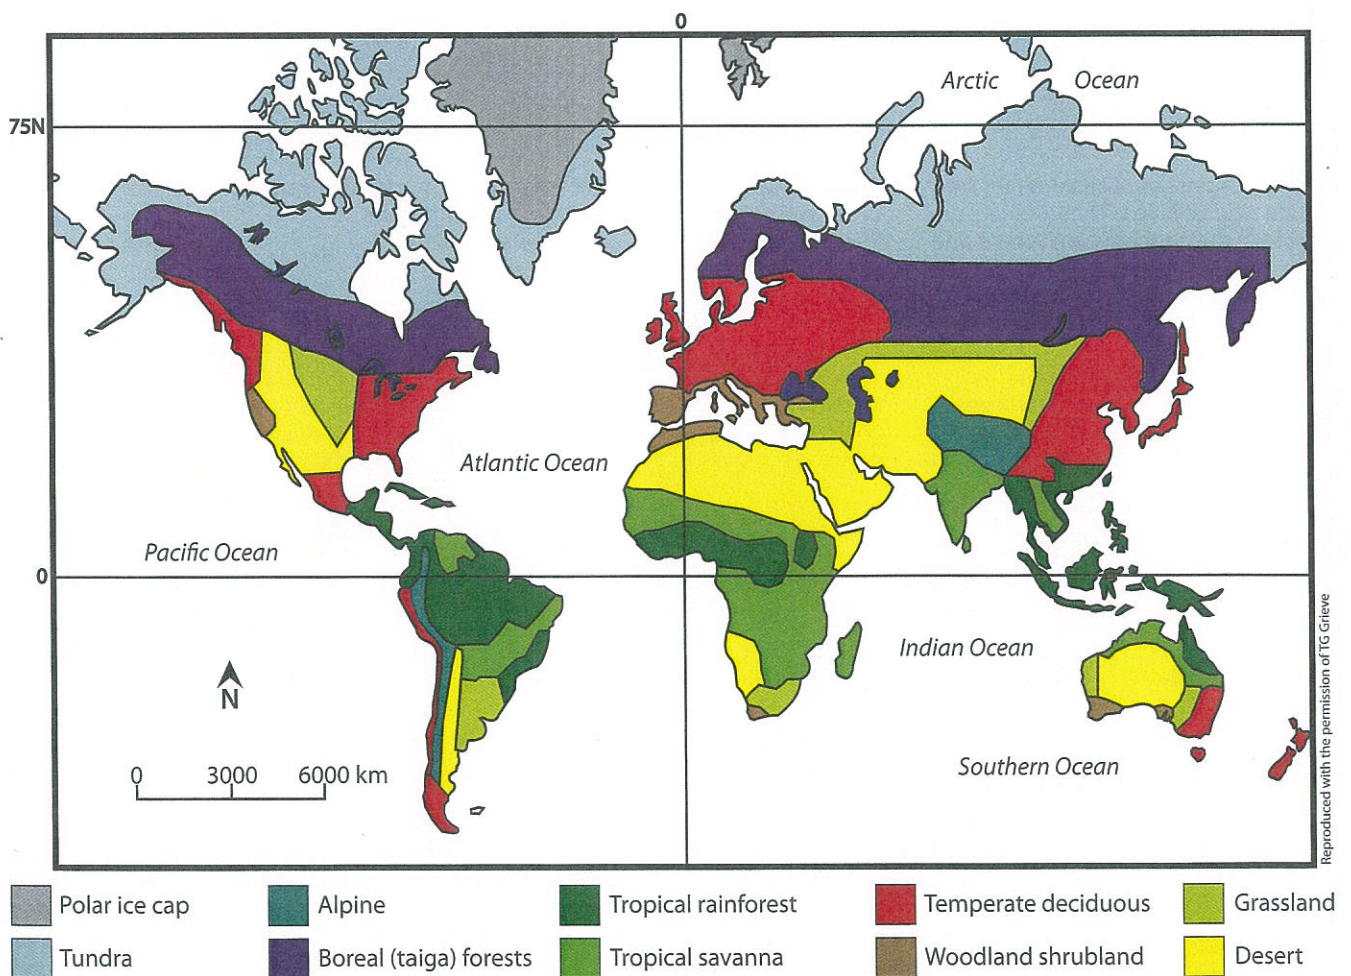 0
Arctic Ocean
75N
Atlantic Ocean
Pacific Ocean
0
Indian Ocean
N
0 3000 6000 km
Southern Ocean
Reproduced with the permission of TG Grieve
Polar ice cap
Alpine
Tropical rainforest
Temperate deciduous
Grassland
Tundra
Boreal (taiga) forests
Tropical savanna
Woodland shrubland
Desert